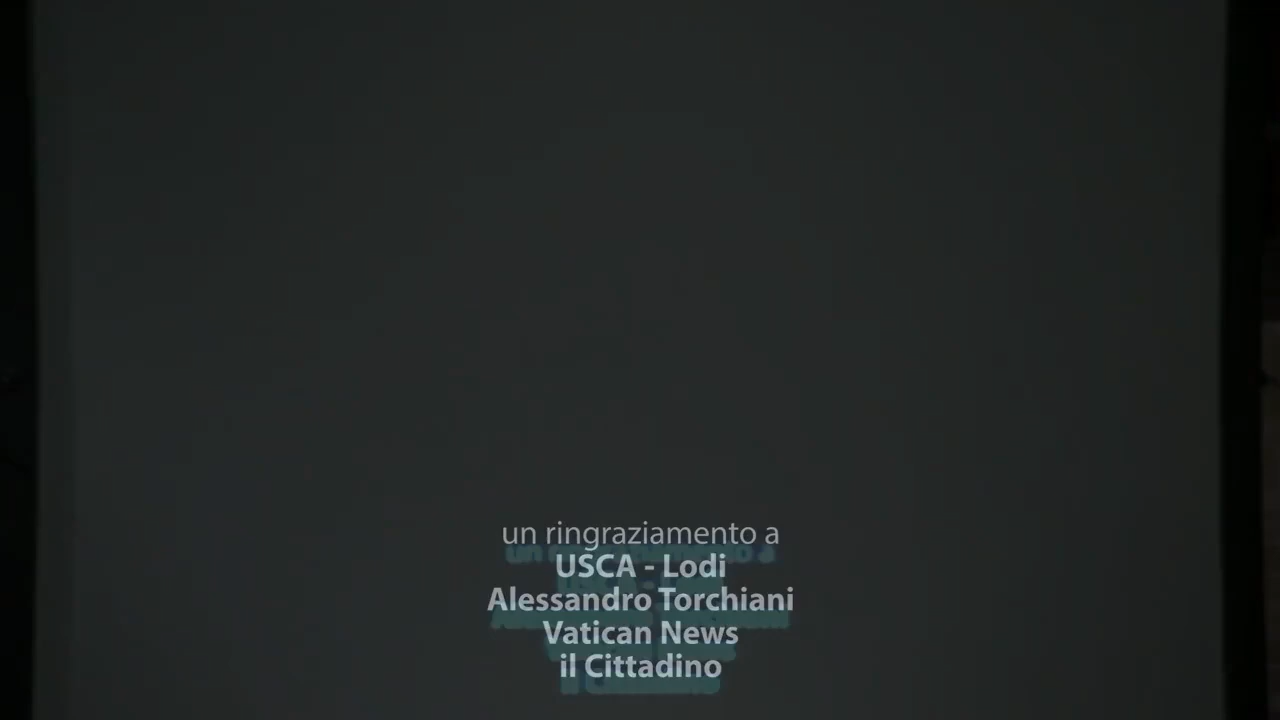 un ringraziamento a
USCA - Lodi
Alessandro Torchiani
Vatican News
il Cittadino